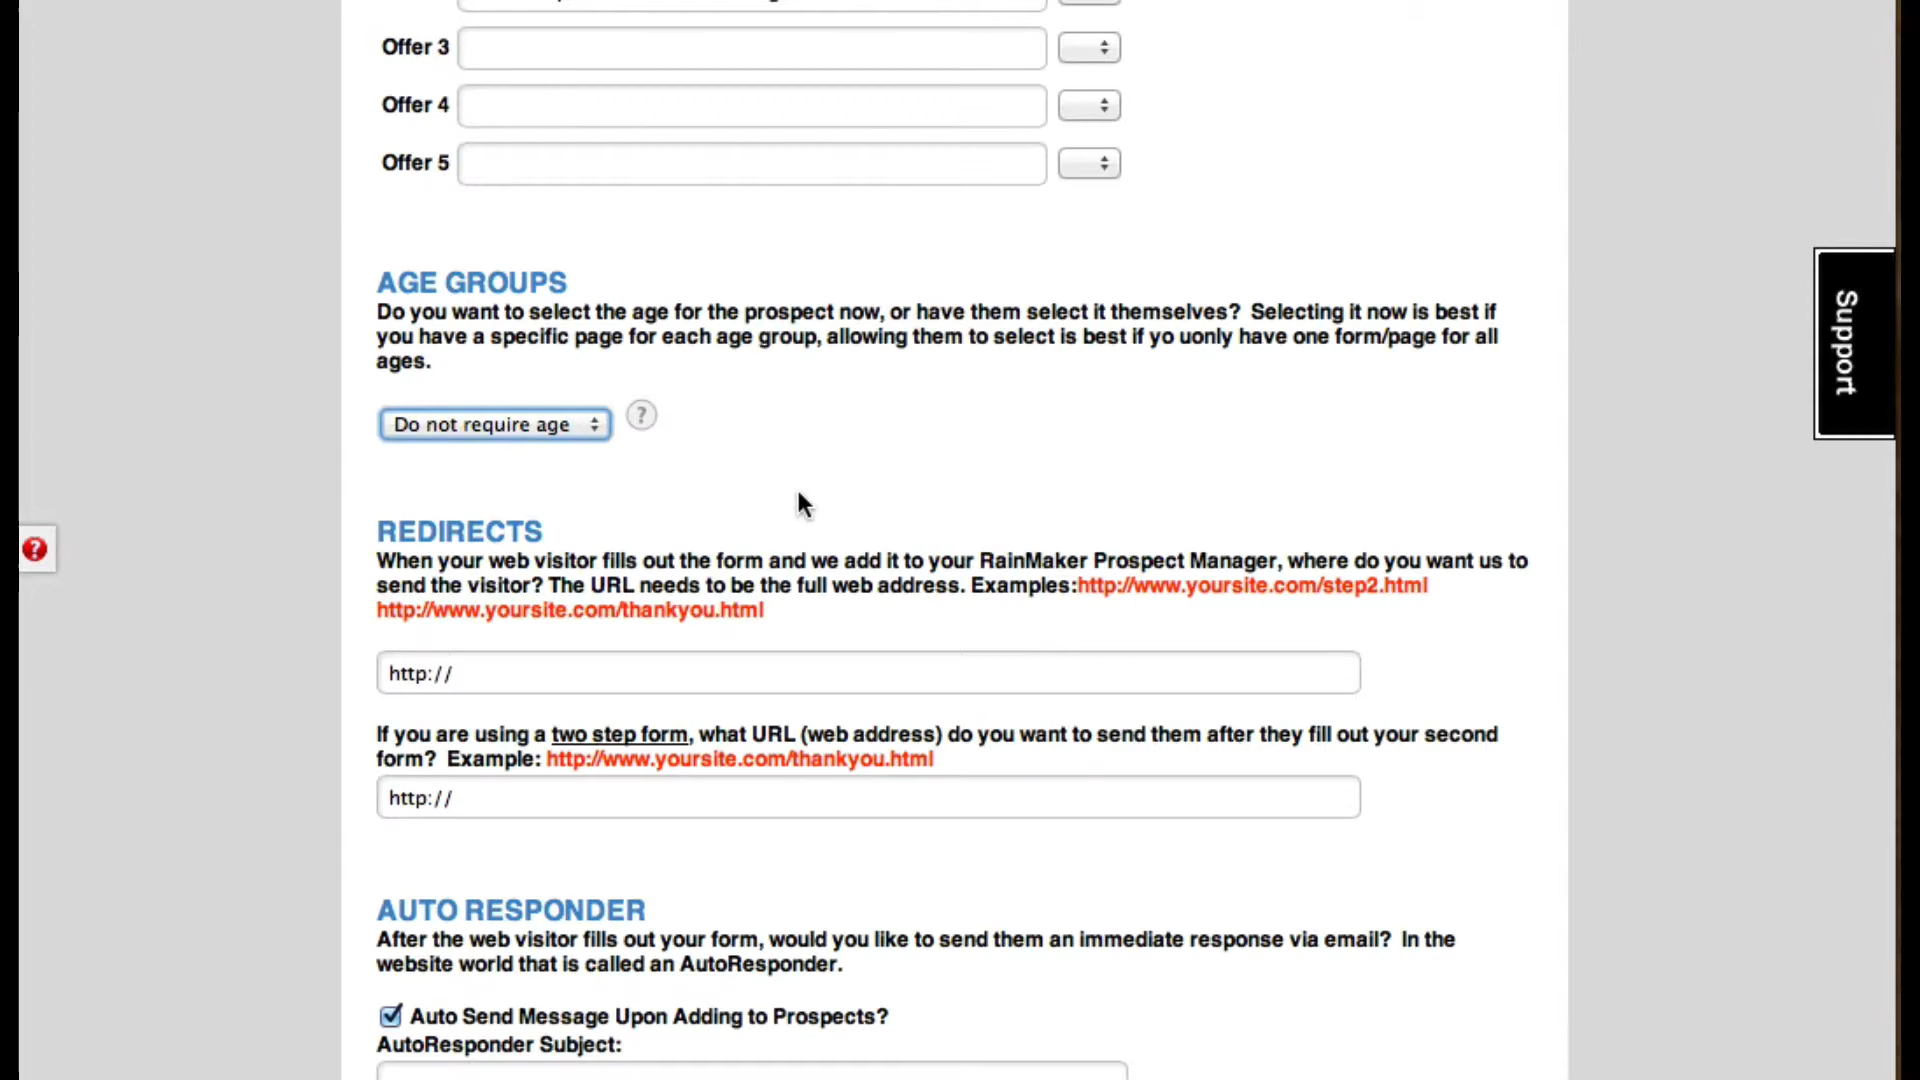 Offer 3
Offer 4
Offer 5
AGE GROUPS
Do you want to select the age for the prospect now, or have them select it themselves?  Selecting it now is best if
you have a specific page for each age group, allowing them to select is best if yo uonly have one form/page for all
ages.
Do not require age
?
Support
?
REDIRECTS
When your web visitor fills out the form and we add it to your RainMaker Prospect Manager, where do you want us to
send the visitor? The URL needs to be the full web address. Examples:http://www.yoursite.com/step2.html
http://www.yoursite.com/thankyou.html
http://
If you are using a two step form, what URL (web address) do you want to send them after they fill out your second
form?  Example: http://www.yoursite.com/thankyou.html
http://
AUTO RESPONDER
After the web visitor fills out your form, would you like to send them an immediate response via email?  In the
website world that is called an AutoResponder.
Auto Send Message Upon Adding to Prospects?
AutoResponder Subject: